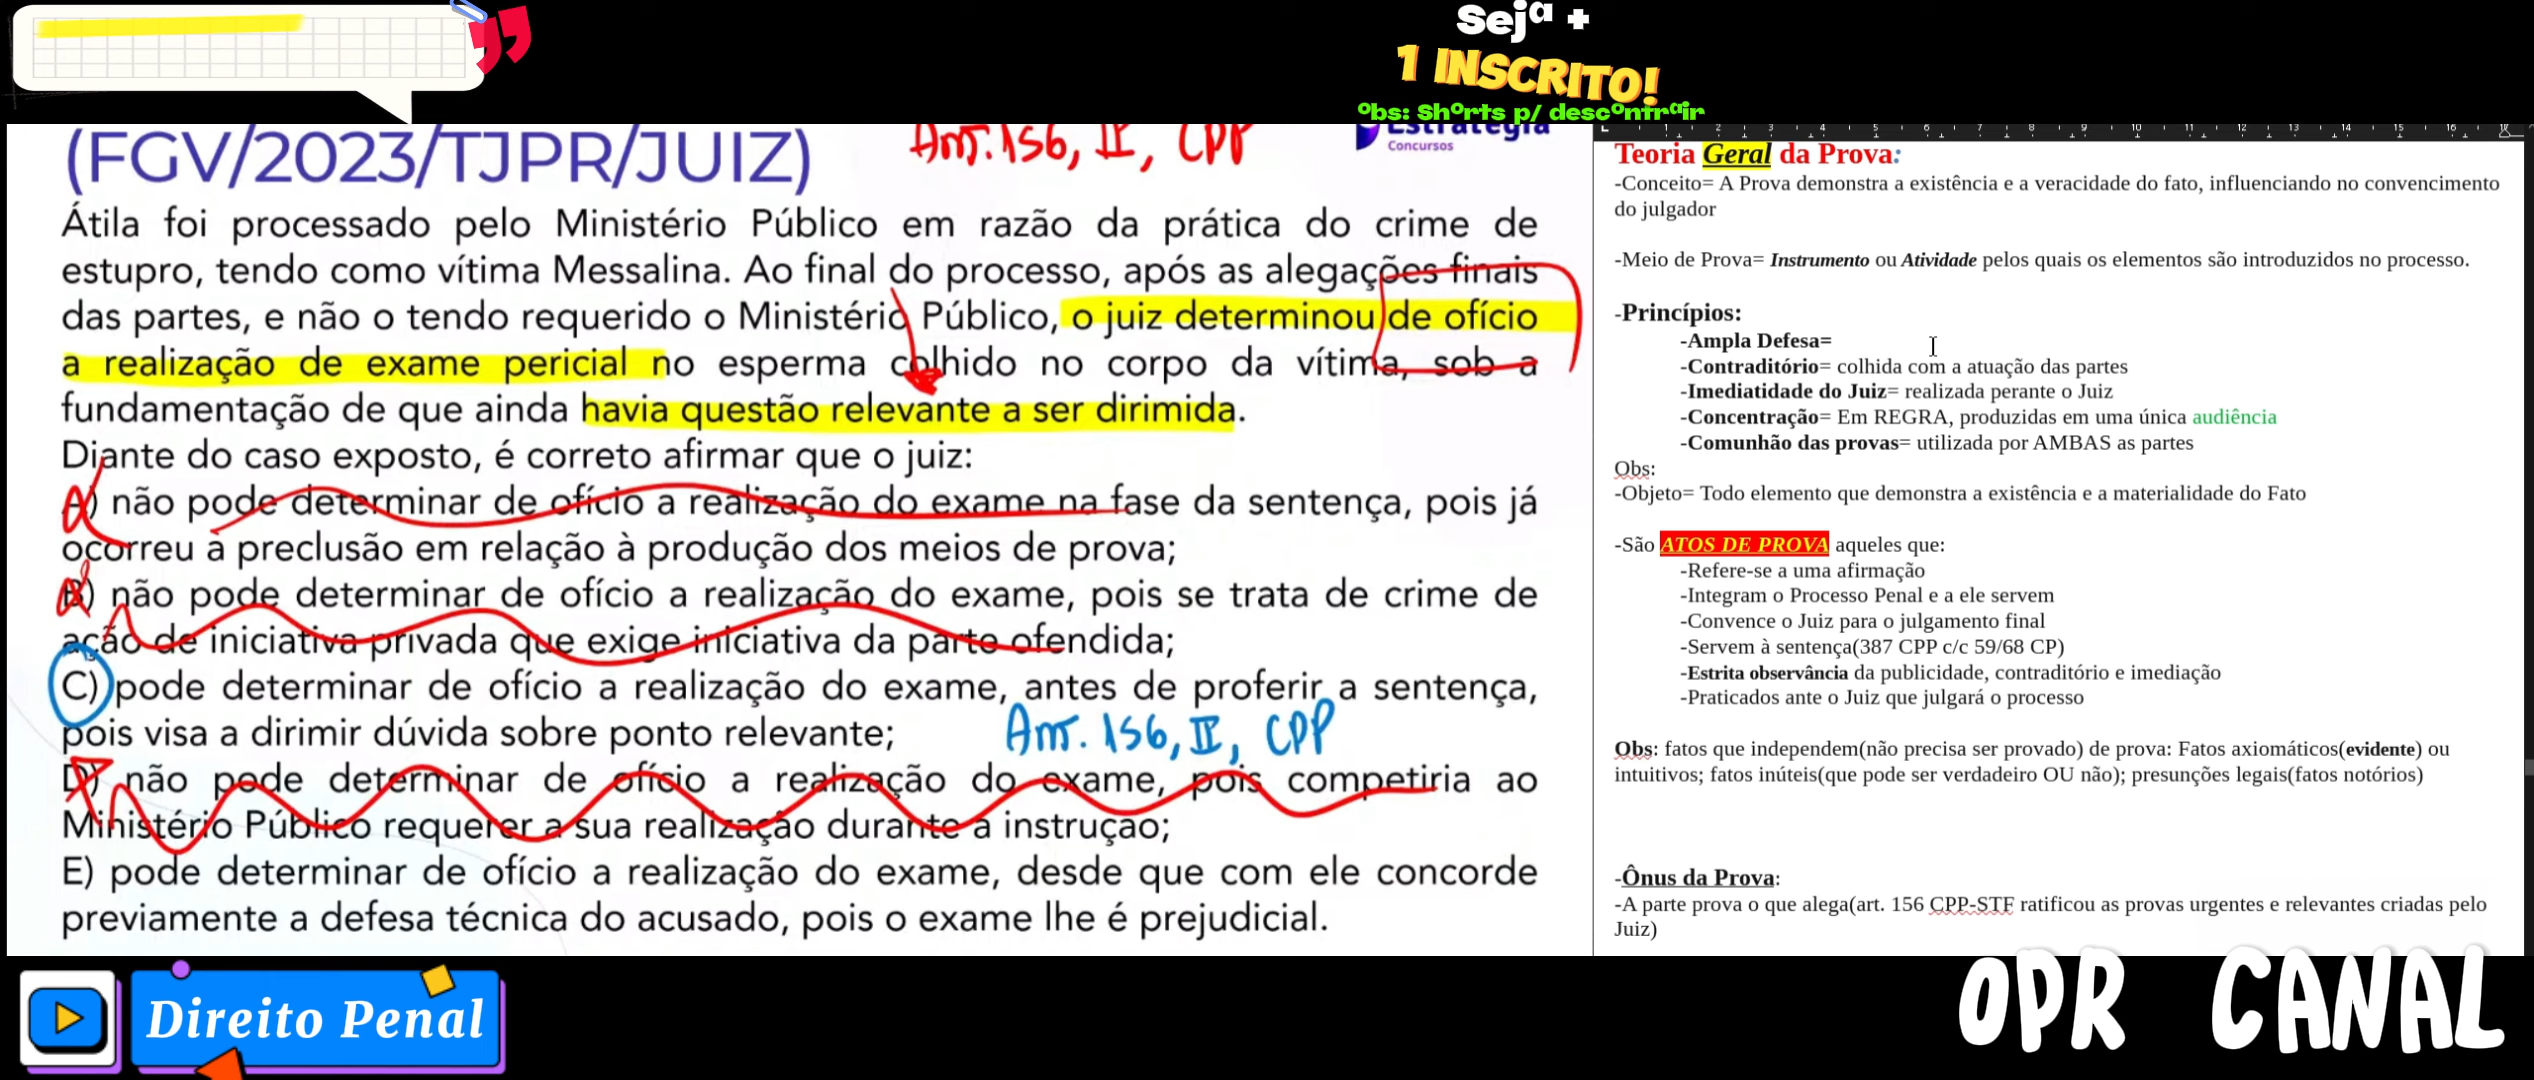 Sejª +
1 INSCRITO!
ºbs: Shºrts p/ descºntrªir
(FGV/2023/TJPR/JUIZ)
Art. 156, II, CPP
Estratégia
Concursos
Átila foi processado pelo Ministério Público em razão da prática do crime de
estupro, tendo como vítima Messalina. Ao final do processo, após as alegações finais
das partes, e não o tendo requerido o Ministério Público, o juiz determinou de ofício
a realização de exame pericial no esperma colhido no corpo da vítima, sob a
fundamentação de que ainda havia questão relevante a ser dirimida.
Diante do caso exposto, é correto afirmar que o juiz:
A) não pode determinar de ofício a realização do exame na fase da sentença, pois já
ocorreu a preclusão em relação à produção dos meios de prova;
B) não pode determinar de ofício a realização do exame, pois se trata de crime de
ação de iniciativa privada que exige iniciativa da parte ofendida;
C) pode determinar de ofício a realização do exame, antes de proferir a sentença,
pois visa a dirimir dúvida sobre ponto relevante;
Art. 156, II, CPP
D) não pode determinar de ofício a realização do exame, pois competiria ao
Ministério Público requerer a sua realização durante a instrução;
E) pode determinar de ofício a realização do exame, desde que com ele concorde
previamente a defesa técnica do acusado, pois o exame lhe é prejudicial.
1 2 3 4 5 6 7 8 9 10 11 12 13 14 15 16 17
Teoria Geral da Prova:
-Conceito= A Prova demonstra a existência e a veracidade do fato, influenciando no convencimento
do julgador
-Meio de Prova= Instrumento ou Atividade pelos quais os elementos são introduzidos no processo.
-Princípios:
-Ampla Defesa=
-Contraditório= colhida com a atuação das partes
-Imediatidade do Juiz= realizada perante o Juiz
-Concentração= Em REGRA, produzidas em uma única audiência
-Comunhão das provas= utilizada por AMBAS as partes
Obs:
-Objeto= Todo elemento que demonstra a existência e a materialidade do Fato
-São ATOS DE PROVA aqueles que:
-Refere-se a uma afirmação
-Integram o Processo Penal e a ele servem
-Convence o Juiz para o julgamento final
-Servem à sentença(387 CPP c/c 59/68 CP)
-Estrita observância da publicidade, contraditório e imediação
-Praticados ante o Juiz que julgará o processo
Obs: fatos que independem(não precisa ser provado) de prova: Fatos axiomáticos(evidente) ou
intuitivos; fatos inúteis(que pode ser verdadeiro OU não); presunções legais(fatos notórios)
-Ônus da Prova:
-A parte prova o que alega(art. 156 CPP-STF ratificou as provas urgentes e relevantes criadas pelo
Juiz)
Direito Penal
OPR CANAL